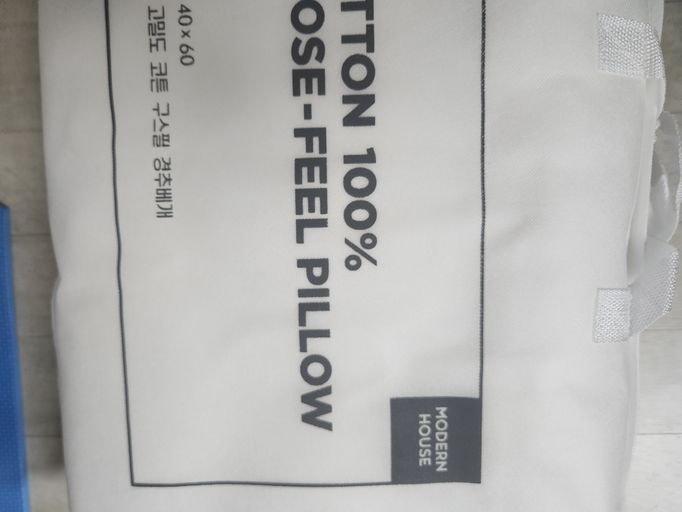 TTON 100%
OSE-FEEL PILLOW
40 × 60
고밀도 코튼 구스필 경추베개
MODERN
HOUSE